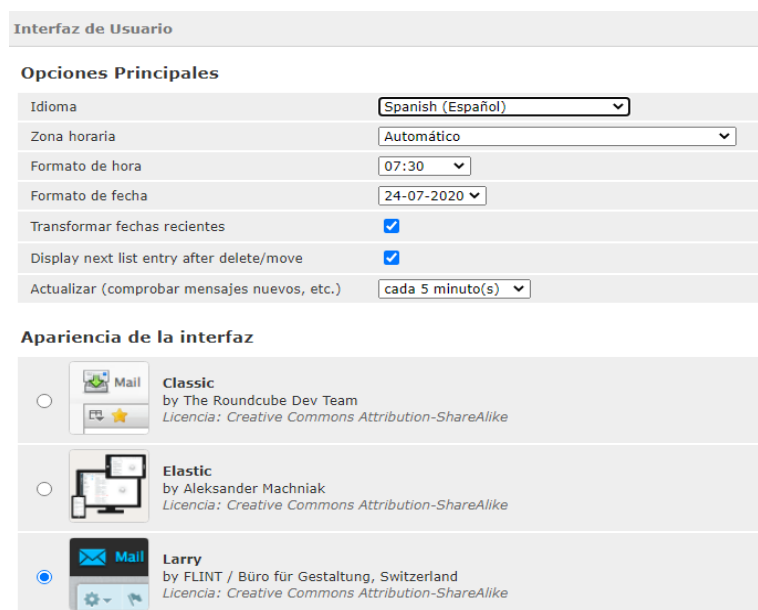 Interfaz de Usuario
Opciones Principales
Idioma Spanish (Español)
Zona horaria Automático
Formato de hora 07:30
Formato de fecha 24-07-2020
Transformar fechas recientes
Display next list entry after delete/move
Actualizar (comprobar mensajes nuevos, etc.) cada 5 minuto(s)
Apariencia de la interfaz
Mail
Classic
by The Roundcube Dev Team
Licencia: Creative Commons Attribution-ShareAlike
Elastic
by Aleksander Machniak
Licencia: Creative Commons Attribution-ShareAlike
Mail
Larry
by FLINT / Büro für Gestaltung, Switzerland
Licencia: Creative Commons Attribution-ShareAlike